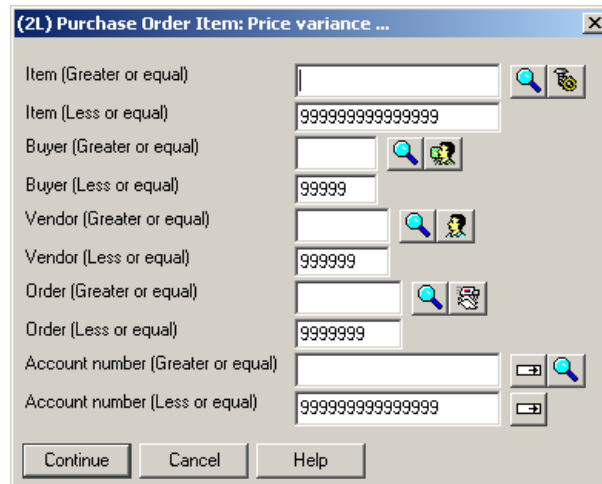 (2L) Purchase Order Item: Price variance ...
Item (Greater or equal)
Item (Less or equal) 999999999999999
Buyer (Greater or equal)
Buyer (Less or equal) 99999
Vendor (Greater or equal)
Vendor (Less or equal) 999999
Order (Greater or equal)
Order (Less or equal) 9999999
Account number (Greater or equal)
Account number (Less or equal) 999999999999999
Continue Cancel Help